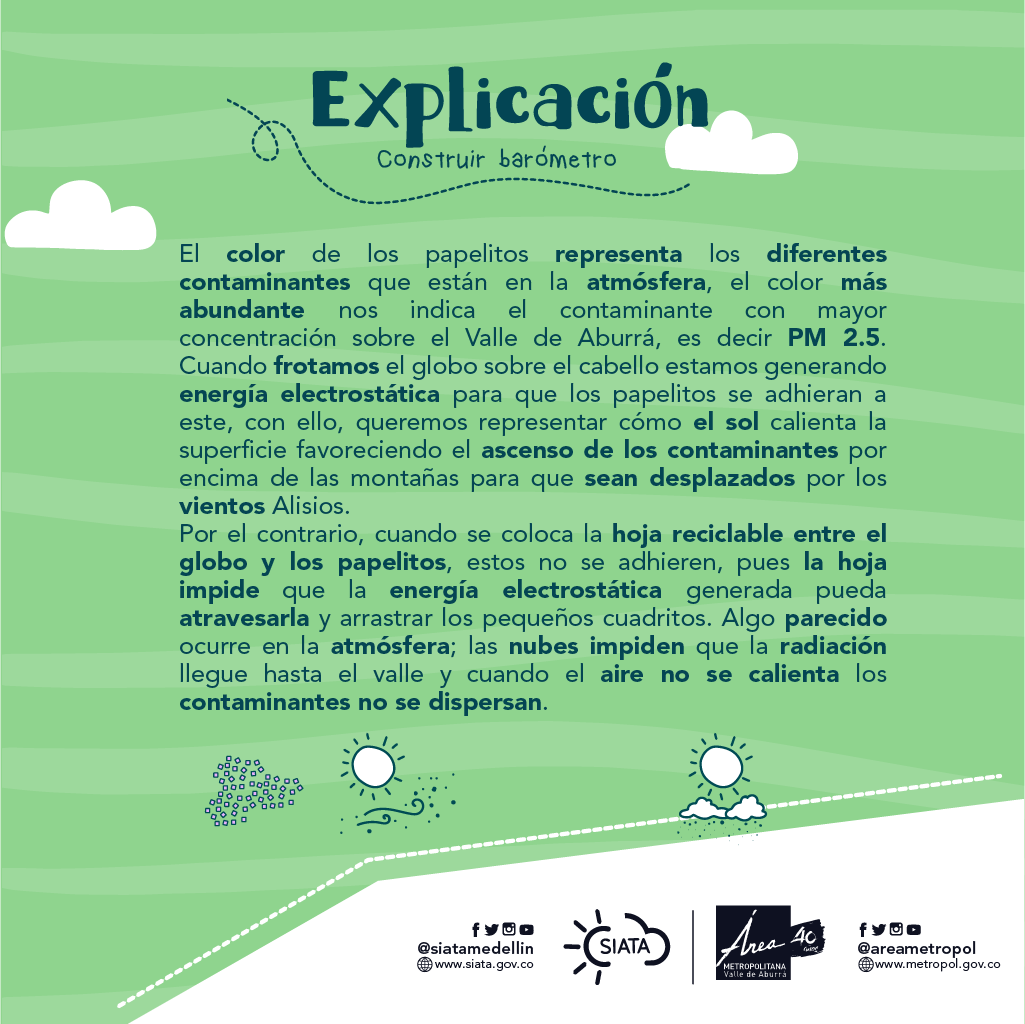 Explicación
Construir barómetro
El color de los papelitos representa los diferentes
contaminantes que están en la atmósfera, el color más
abundante nos indica el contaminante con mayor
concentración sobre el Valle de Aburrá, es decir PM 2.5.
Cuando frotamos el globo sobre el cabello estamos generando
energía electrostática para que los papelitos se adhieran a
este, con ello, queremos representar cómo el sol calienta la
superficie favoreciendo el ascenso de los contaminantes por
encima de las montañas para que sean desplazados por los
vientos Alisios.
Por el contrario, cuando se coloca la hoja reciclable entre el
globo y los papelitos, estos no se adhieren, pues la hoja
impide que la energía electrostática generada pueda
atravesarla y arrastrar los pequeños cuadritos. Algo parecido
ocurre en la atmósfera; las nubes impiden que la radiación
llegue hasta el valle y cuando el aire no se calienta los
contaminantes no se dispersan.
@siatamedellin
www.siata.gov.co
SIATA
Área 40
METROPOLITANA
Valle de Aburrá
@areametropol
www.metropol.gov.co